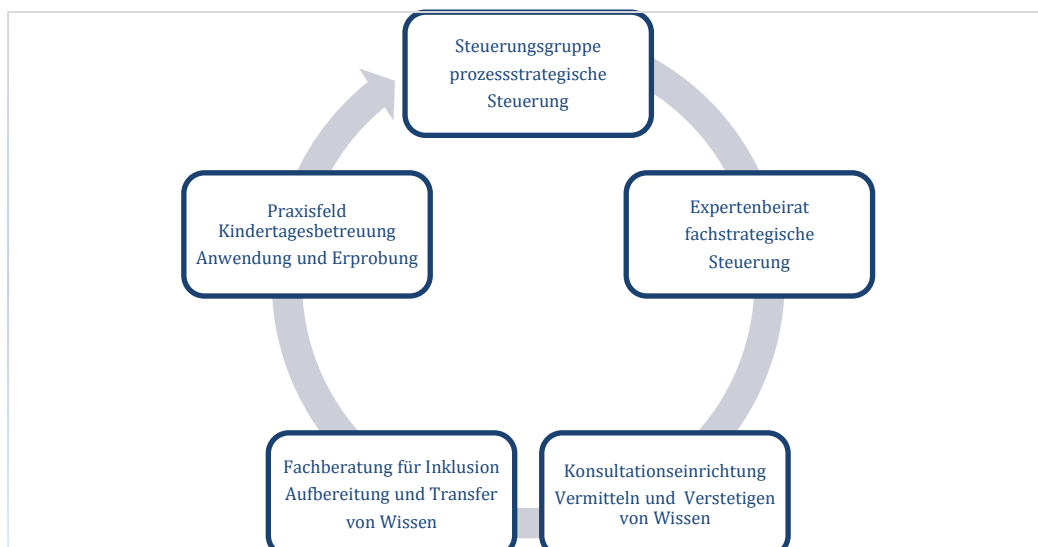 Steuerungsgruppe
prozessstrategische
Steuerung
Expertenbeirat
fachstrategische
Steuerung
Konsultationseinrichtung
Vermitteln und  Verstetigen
von Wissen
Fachberatung für Inklusion
Aufbereitung und Transfer
von Wissen
Praxisfeld
Kindertagesbetreuung
Anwendung und Erprobung